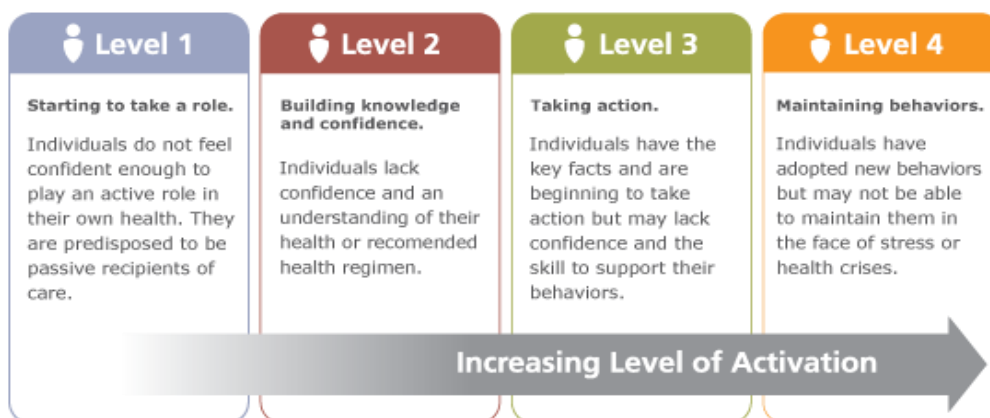 Level 1
Starting to take a role.
Individuals do not feel
confident enough to
play an active role in
their own health. They
are predisposed to be
passive recipients of
care.
Level 2
Building knowledge
and confidence.
Individuals lack
confidence and an
understanding of their
health or recomended
health regimen.
Level 3
Taking action.
Individuals have the
key facts and are
beginning to take
action but may lack
confidence and the
skill to support their
behaviors.
Level 4
Maintaining behaviors.
Individuals have
adopted new behaviors
but may not be able
to maintain them in
the face of stress or
health crises.
Increasing Level of Activation